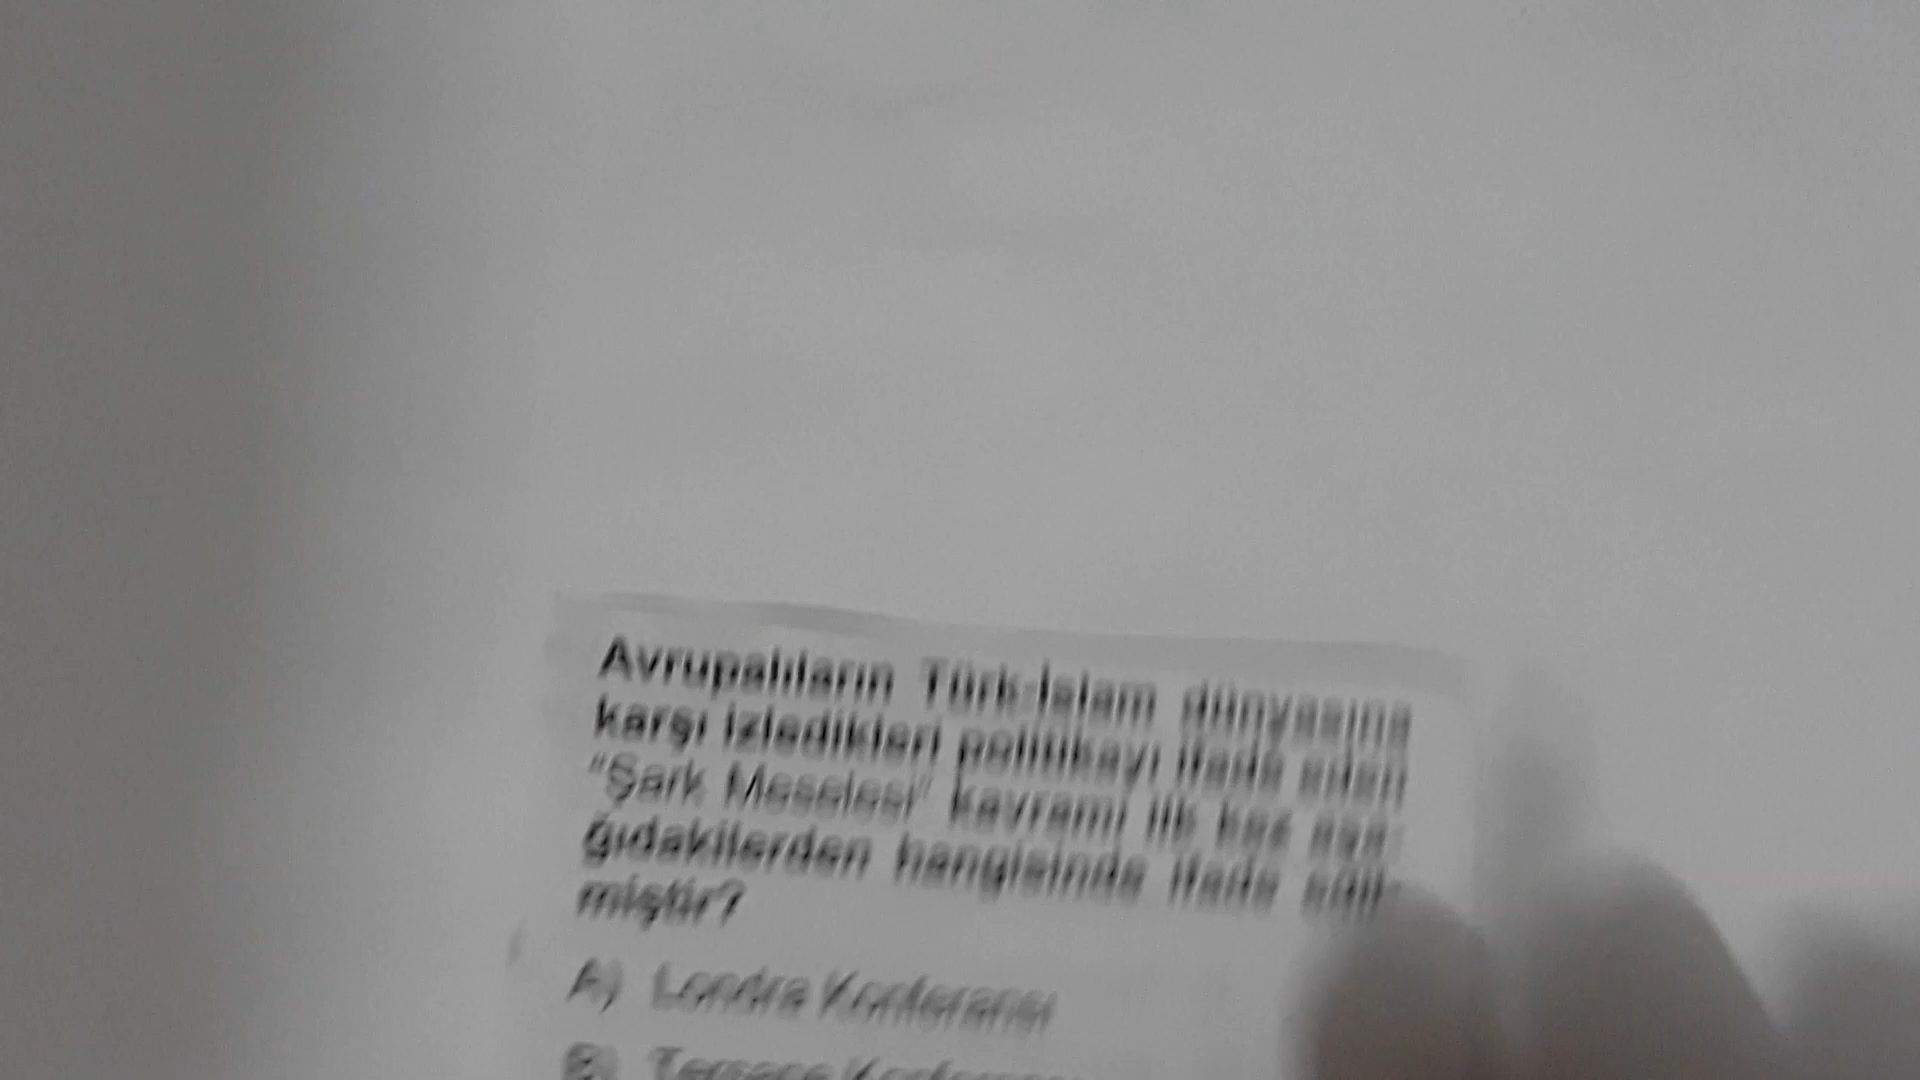 Avrupalıların Türk-İslam dünyasına
karşı izledikleri politikayı ifade eden
"Şark Meselesi" kavramı ilk kez aşa-
ğıdakilerden hangisinde ifade edil-
miştir?
A) Londra Konferansı
B) Tersane